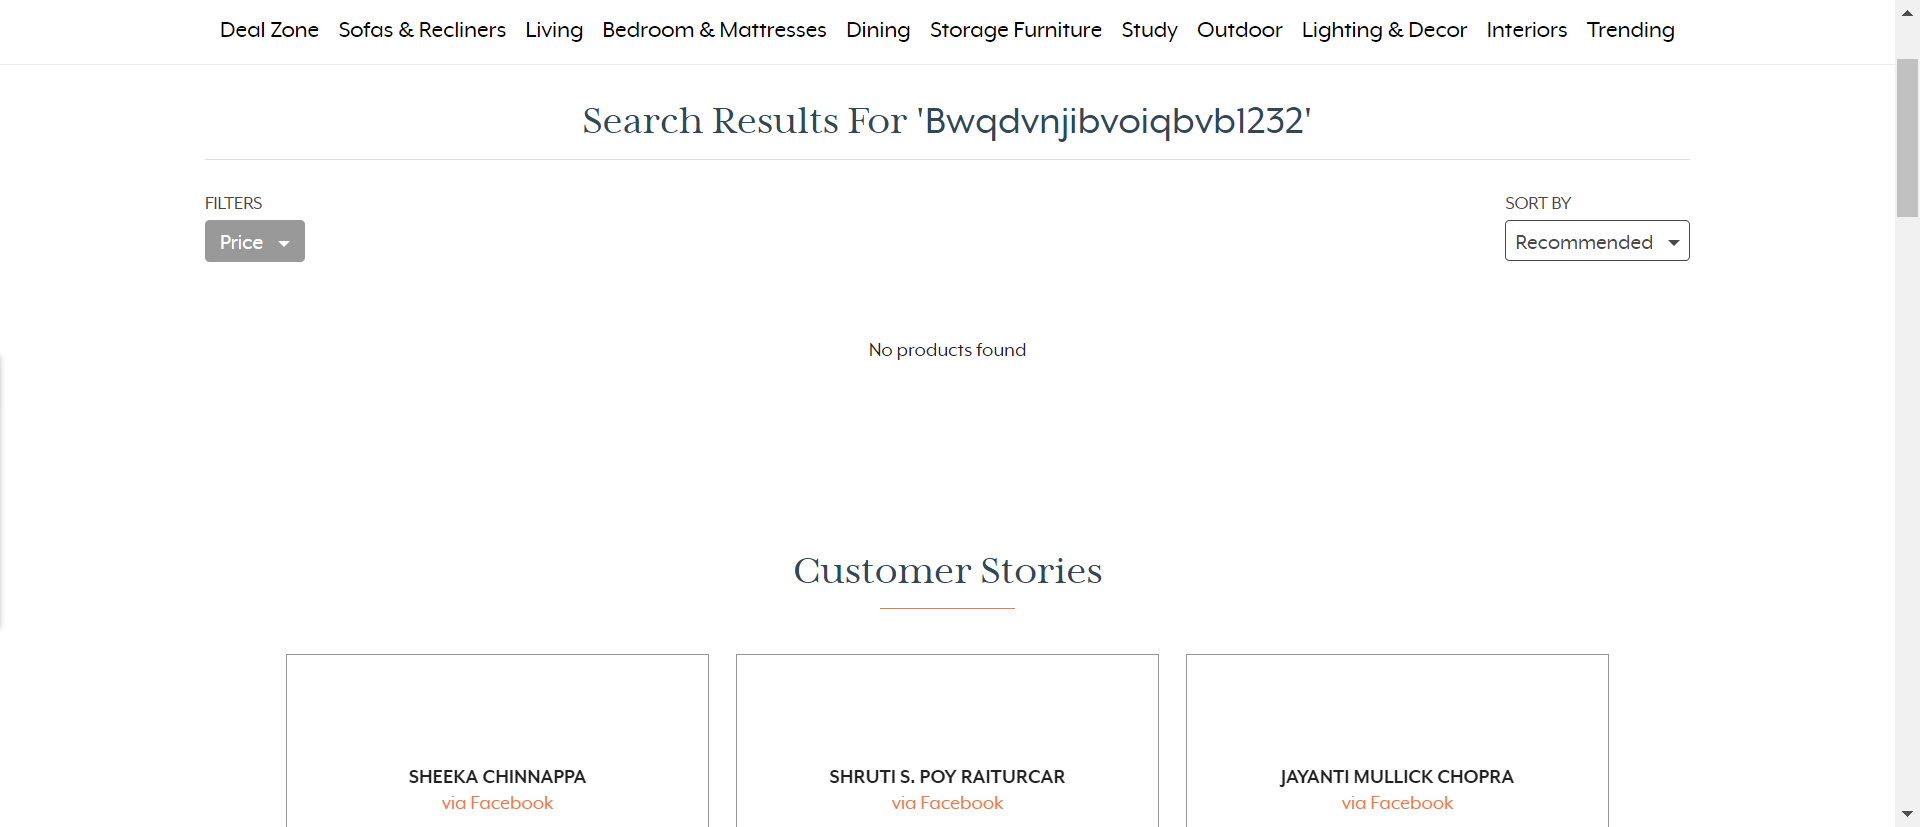 Deal Zone Sofas & Recliners Living Bedroom & Mattresses Dining Storage Furniture Study Outdoor Lighting & Decor Interiors Trending
Search Results For 'Bwqdvnjibvoiqbvb1232'
FILTERS
SORT BY
Price
Recommended
No products found
Customer Stories
SHEEKA CHINNAPPA
via Facebook
SHRUTI S. POY RAITURCAR
via Facebook
JAYANTI MULLICK CHOPRA
via Facebook